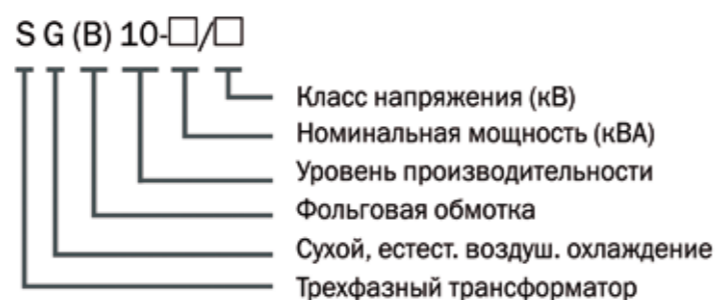 S G (B) 10-□/□
Класс напряжения (кВ)
Номинальная мощность (кВА)
Уровень производительности
Фольговая обмотка
Сухой, естест. воздуш. охлаждение
Трехфазный трансформатор